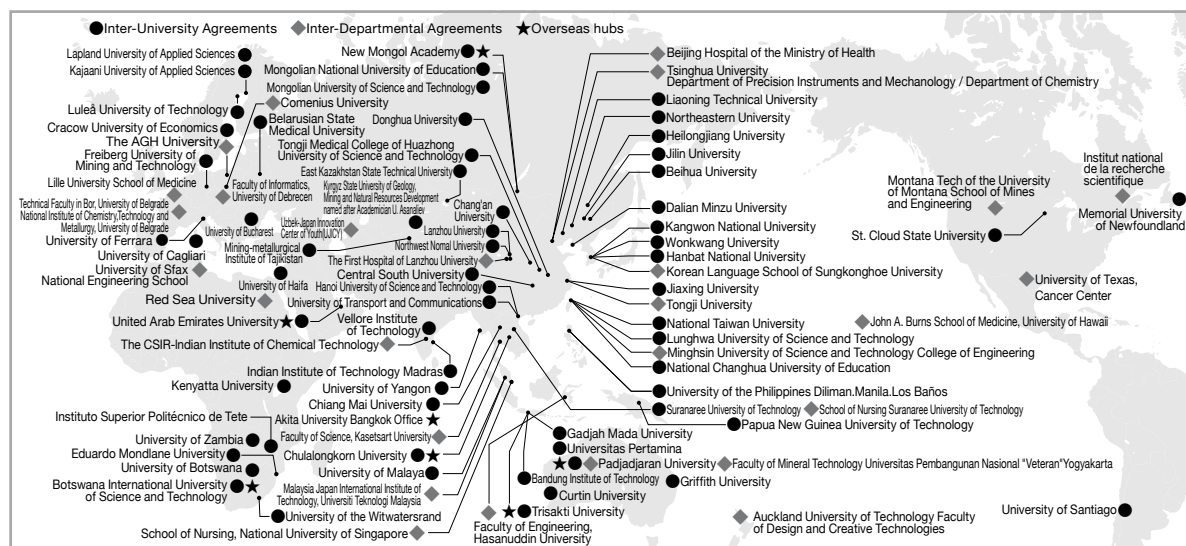 Inter-University Agreements
Inter-Departmental Agreements
Overseas hubs
Lapland University of Applied Sciences
Kajaani University of Applied Sciences
Luleå University of Technology
Cracow University of Economics
The AGH University
Freiberg University of
Mining and Technology
Lille University School of Medicine
Technical Faculty in Bor, University of Belgrade
National Institute of Chemistry,Technology and
Metallurgy, University of Belgrade
University of Ferrara
University of Cagliari
University of Sfax
National Engineering School
Red Sea University
United Arab Emirates University
The CSIR-Indian Institute of Chemical Technology
Kenyatta University
Instituto Superior Politécnico de Tete
University of Zambia
Eduardo Mondlane University
University of Botswana
Botswana International University
of Science and Technology
University of the Witwatersrand
School of Nursing, National University of Singapore
New Mongol Academy
Mongolian National University of Education
Mongolian University of Science and Technology
Comenius University
Belarusian State
Medical University
Donghua University
Tongji Medical College of Huazhong
University of Science and Technology
East Kazakhstan State Technical University
Faculty of Informatics,
University of Debrecen
Kyrgyz State University of Geology,
Mining and Natural Resources Development
named after Academician U. Asanaliev
Chang'an
University
University of Bucharest
Uzbek-Japan Innovation
Center of Youth(UJICY)
Lanzhou University
Mining-metallurgical
Institute of Tajikistan
Northwest Nomal University
The First Hospital of Lanzhou University
Central South University
University of Haifa
Hanoi University of Science and Technology
University of Transport and Communications
Vellore Institute
of Technology
Indian Institute of Technology Madras
University of Yangon
Chiang Mai University
Akita University Bangkok Office
Faculty of Science, Kasetsart University
Chulalongkorn University
University of Malaya
Malaysia Japan International Institute of
Technology, Universiti Teknologi Malaysia
Beijing Hospital of the Ministry of Health
Tsinghua University
Department of Precision Instruments and Mechanology / Department of Chemistry
Liaoning Technical University
Northeastern University
Heilongjiang University
Jilin University
Beihua University
Dalian Minzu University
Kangwon National University
Wonkwang University
Hanbat National University
Korean Language School of Sungkonghoe University
Jiaxing University
Tongji University
National Taiwan University
Lunghwa University of Science and Technology
Minghsin University of Science and Technology College of Engineering
National Changhua University of Education
University of the Philippines Diliman.Manila.Los Baños
Suranaree University of Technology
School of Nursing Suranaree University of Technology
Papua New Guinea University of Technology
Gadjah Mada University
Universitas Pertamina
Padjadjaran University
Faculty of Mineral Technology Universitas Pembangunan Nasional "Veteran"Yogyakarta
Bandung Institute of Technology
Griffith University
Curtin University
Trisakti University
Faculty of Engineering,
Hasanuddin University
Auckland University of Technology Faculty
of Design and Creative Technologies
University of Santiago
Institut national
de la recherche
scientifique
Montana Tech of the University
of Montana School of Mines
and Engineering
Memorial University
of Newfoundland
St. Cloud State University
University of Texas,
Cancer Center
John A. Burns School of Medicine, University of Hawaii